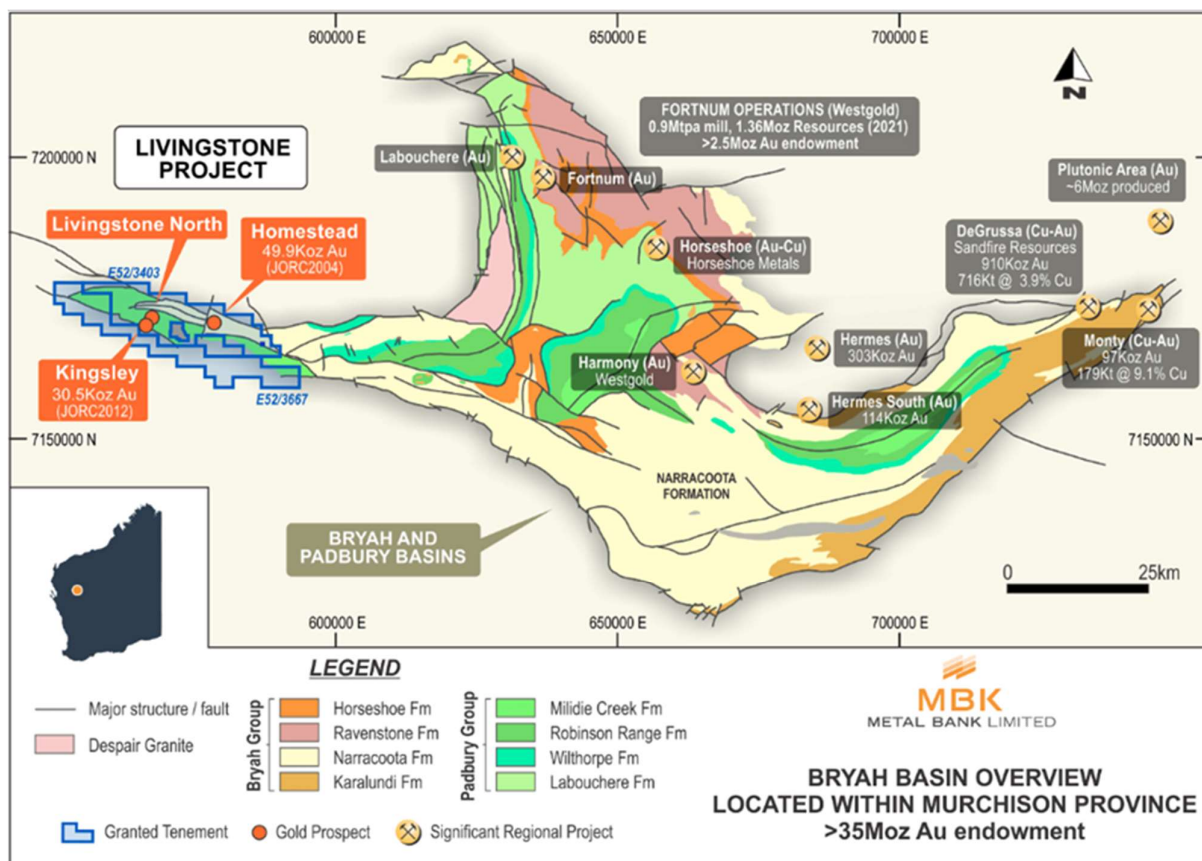 600000 E
650000 E
700000 E
N
FORTNUM OPERATIONS (Westgold)
0.9Mtpa mill, 1.36Moz Resources (2021)
>2.5Moz Au endowment
7200000 N
7200000 N
LIVINGSTONE
PROJECT
Labouchere (Au)
Fortnum (Au)
Plutonic Area (Au)
~6Moz produced
Livingstone North
Homestead
49.9Koz Au
(JORC2004)
Horseshoe (Au-Cu)
Horseshoe Metals
DeGrussa (Cu-Au)
Sandfire Resources
910Koz Au
716Kt @ 3.9% Cu
E52/3403
Kingsley
30.5Koz Au
(JORC2012)
E52/3667
Harmony (Au)
Westgold
Hermes (Au)
303Koz Au
Monty (Cu-Au)
97Koz Au
179Kt @ 9.1% Cu
Hermes South (Au)
114Koz Au
7150000 N
7150000 N
NARRACOOTA
FORMATION
BRYAH AND
PADBURY BASINS
0
25km
600000 E
650000 E
700000 E
LEGEND
Major structure / fault
Despair Granite
Bryah Group
Horseshoe Fm
Ravenstone Fm
Narracoota Fm
Karalundi Fm
Padbury Group
Milidie Creek Fm
Robinson Range Fm
Wilthorpe Fm
Labouchere Fm
Granted Tenement
Gold Prospect
Significant Regional Project
MBK
METAL BANK LIMITED
BRYAH BASIN OVERVIEW
LOCATED WITHIN MURCHISON PROVINCE
>35Moz Au endowment